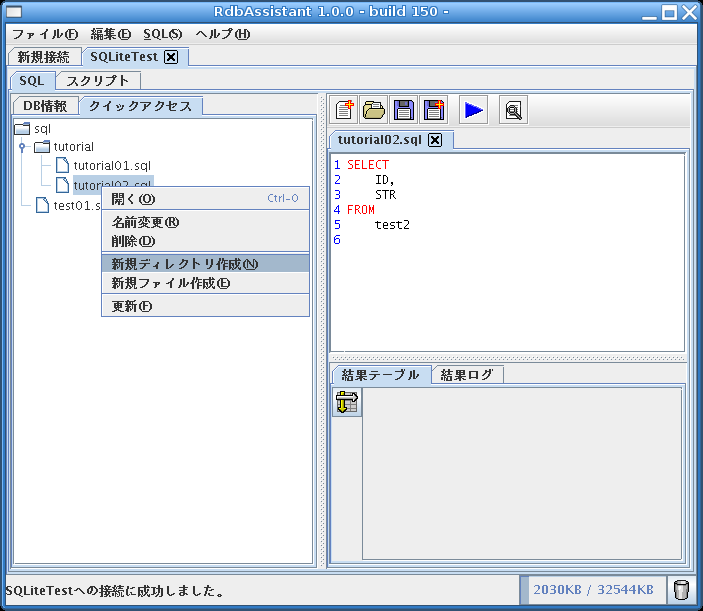 RdbAssistant 1.0.0 - build 150 -
ファイル(F) 編集(E) SQL(S) ヘルプ(H)
新規接続 SQLiteTest
SQL スクリプト
DB情報 クイックアクセス
sql
tutorial
tutorial01.sql
tutorial02.sql
test01.s
開く(O) Ctrl-O
名前変更(R)
削除(D)
新規ディレクトリ作成(N)
新規ファイル作成(E)
更新(F)
tutorial02.sql
1 SELECT
2 ID,
3 STR
4 FROM
5 test2
6
結果テーブル 結果ログ
SQLiteTestへの接続に成功しました。 2030KB / 32544KB